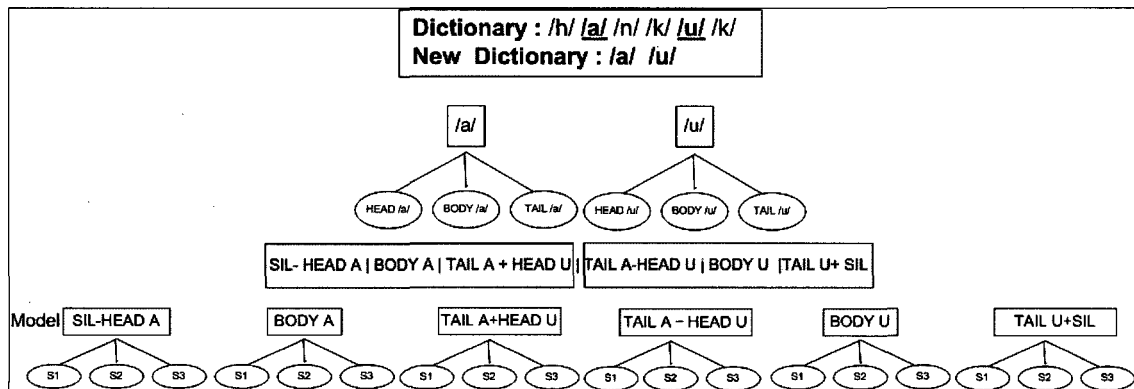 Dictionary : /h/ /a/ /n/ /k/ /u/ /k/
New Dictionary : /a/ /u/
/a/ /u/
HEAD /a/ BODY /a/ TAIL /a/ HEAD /u/ BODY /u/ TAIL /u/
SIL- HEAD A | BODY A | TAIL A + HEAD U | TAIL A-HEAD U | BODY U | TAIL U+ SIL
Model SIL-HEAD A BODY A TAIL A+HEAD U TAIL A – HEAD U BODY U TAIL U+SIL
S1 S2 S3 S1 S2 S3 S1 S2 S3 S1 S2 S3 S1 S2 S3 S1 S2 S3